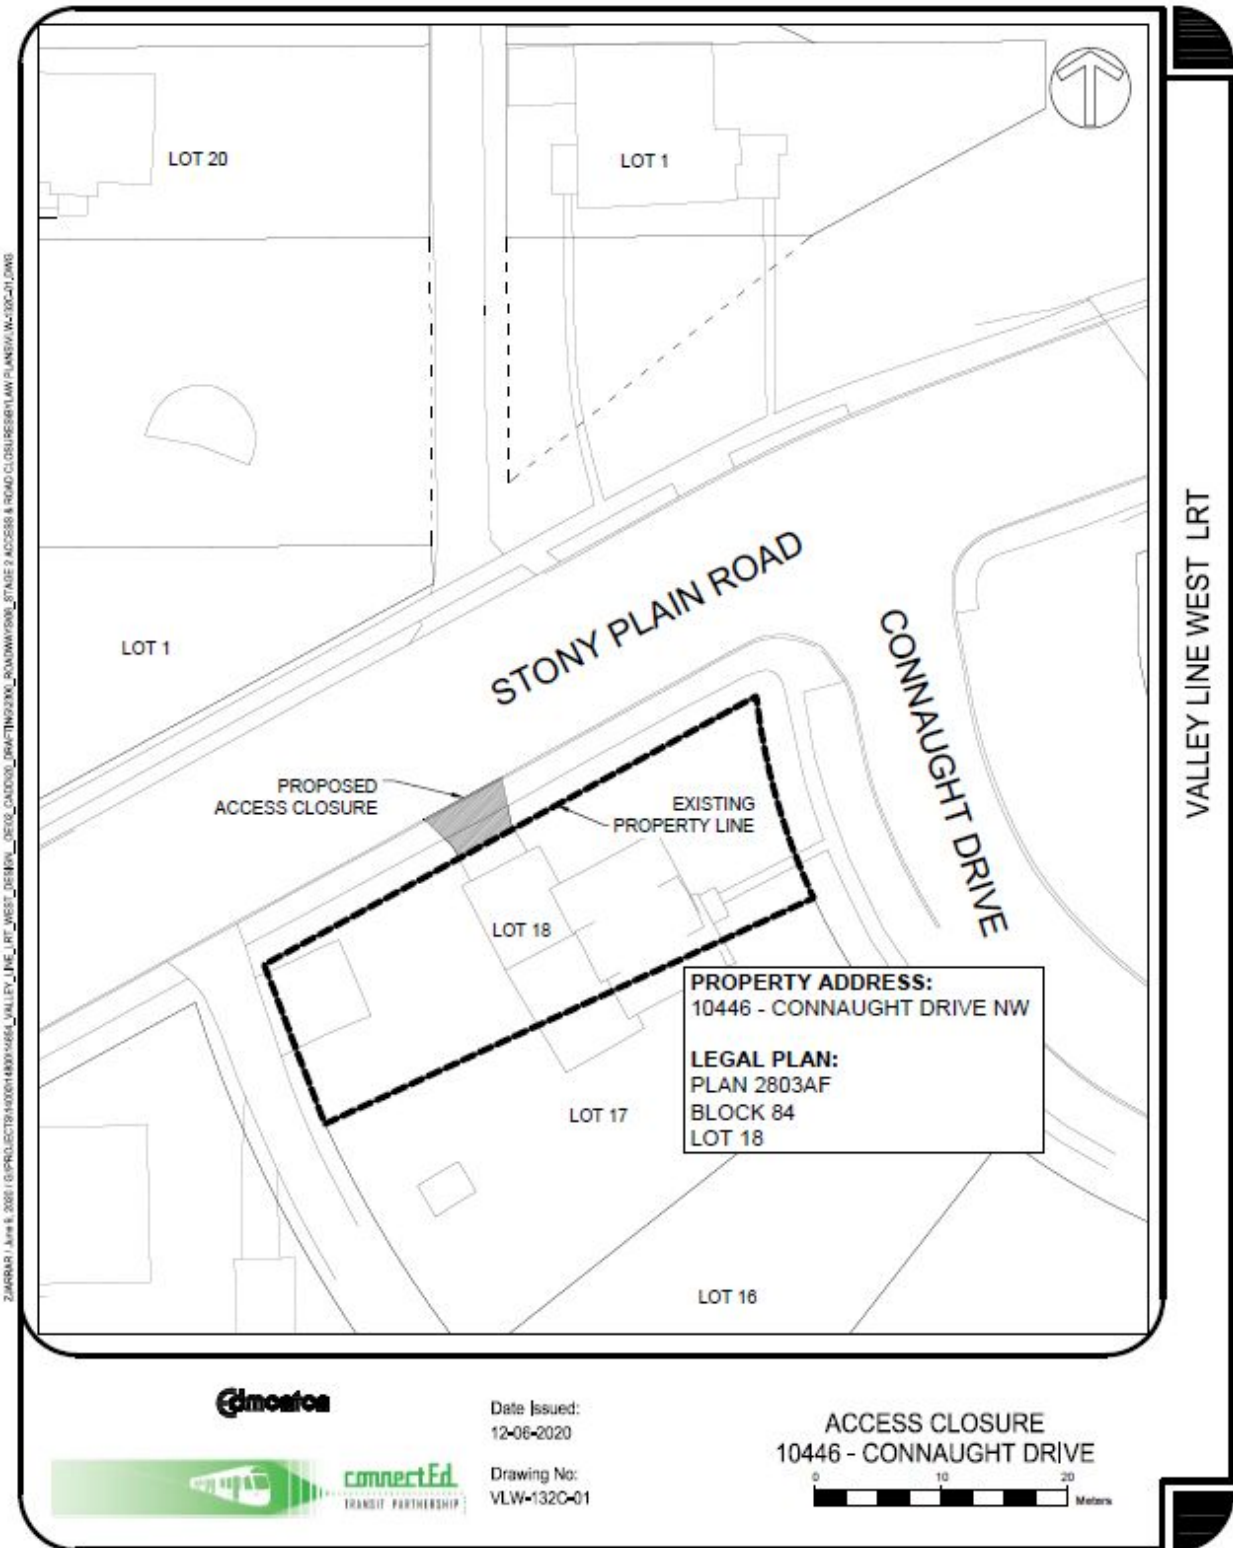 LOT 20
LOT 1
LOT 1
STONY PLAIN ROAD
CONNAUGHT DRIVE
PROPOSED
ACCESS CLOSURE
EXISTING
PROPERTY LINE
LOT 18
PROPERTY ADDRESS:
10446 - CONNAUGHT DRIVE NW
LEGAL PLAN:
PLAN 2803AF
BLOCK 84
LOT 18
LOT 17
LOT 16
VALLEY LINE WEST LRT
Edmonton
connectEd
TRANSIT PARTNERSHIP
Date Issued:
12-06-2020
Drawing No:
VLW-132C-01
ACCESS CLOSURE
10446 - CONNAUGHT DRIVE
0 10 20
Meters